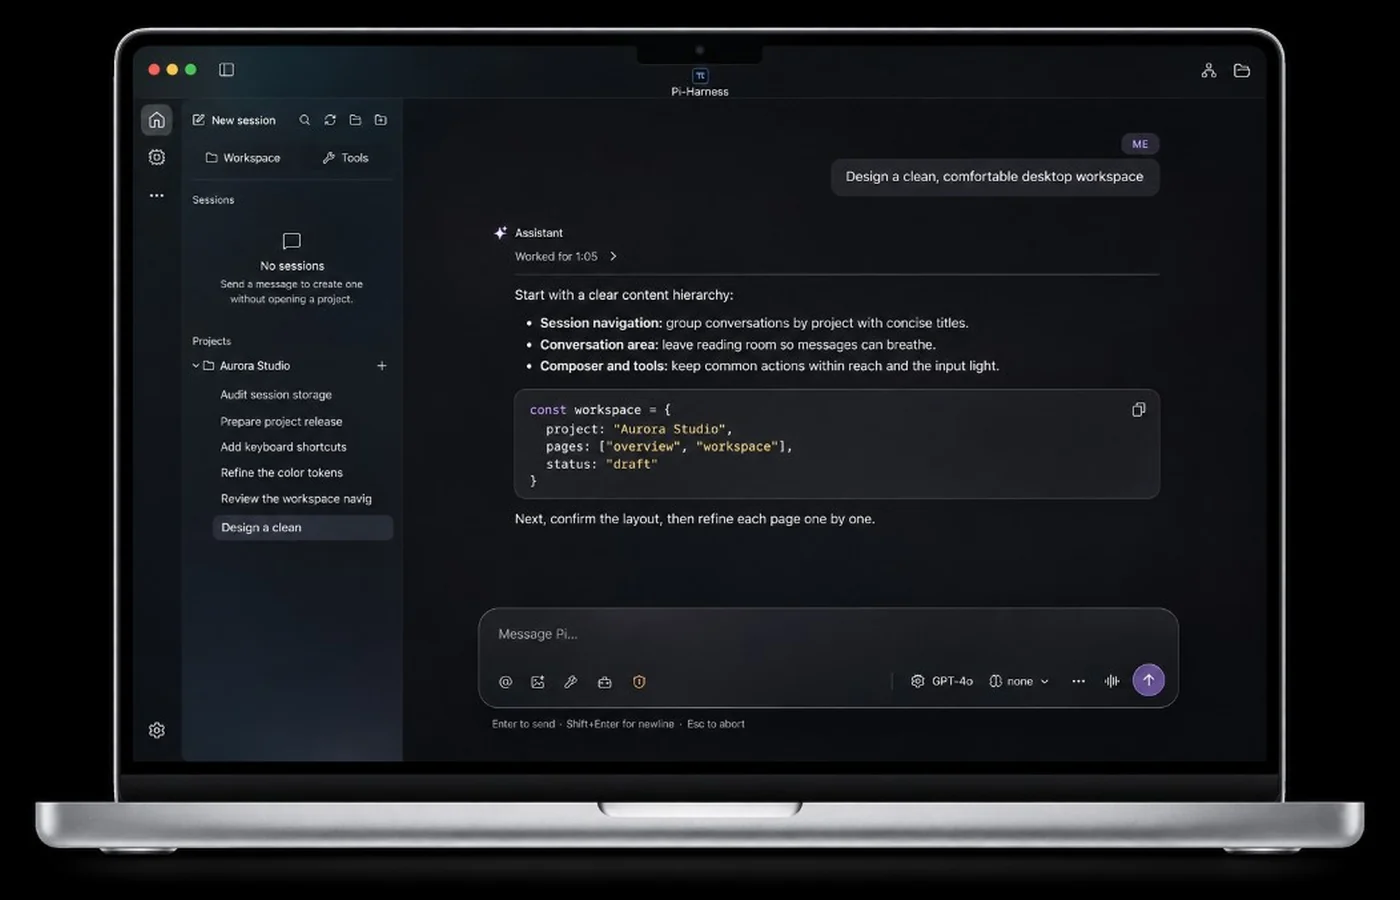 π
Pi-Harness
New session
Workspace
Tools
Sessions
No sessions
Send a message to create one
without opening a project.
Projects
Aurora Studio
Audit session storage
Prepare project release
Add keyboard shortcuts
Refine the color tokens
Review the workspace navig
Design a clean
ME
Design a clean, comfortable desktop workspace
Assistant
Worked for 1:05
Start with a clear content hierarchy:
• Session navigation: group conversations by project with concise titles.
• Conversation area: leave reading room so messages can breathe.
• Composer and tools: keep common actions within reach and the input light.
const workspace = {
project: "Aurora Studio",
pages: ["overview", "workspace"],
status: "draft"
}
Next, confirm the layout, then refine each page one by one.
Message Pi...
GPT-4o
none
Enter to send · Shift+Enter for newline · Esc to abort